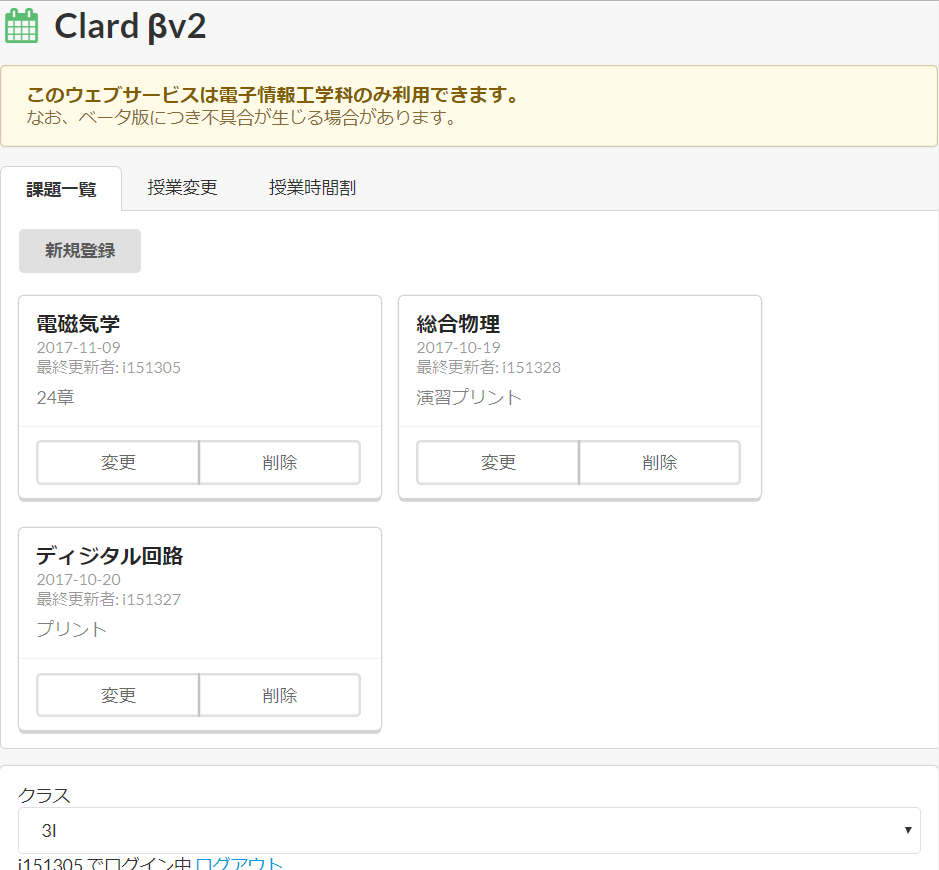 Clard βv2
このウェブサービスは電子情報工学科のみ利用できます。
なお、ベータ版につき不具合が生じる場合があります。
課題一覧 授業変更 授業時間割
新規登録
電磁気学
2017-11-09
最終更新者: i151305
24章
変更 削除
総合物理
2017-10-19
最終更新者: i151328
演習プリント
変更 削除
ディジタル回路
2017-10-20
最終更新者: i151327
プリント
変更 削除
クラス
3I
i151305 でログイン中 ログアウト